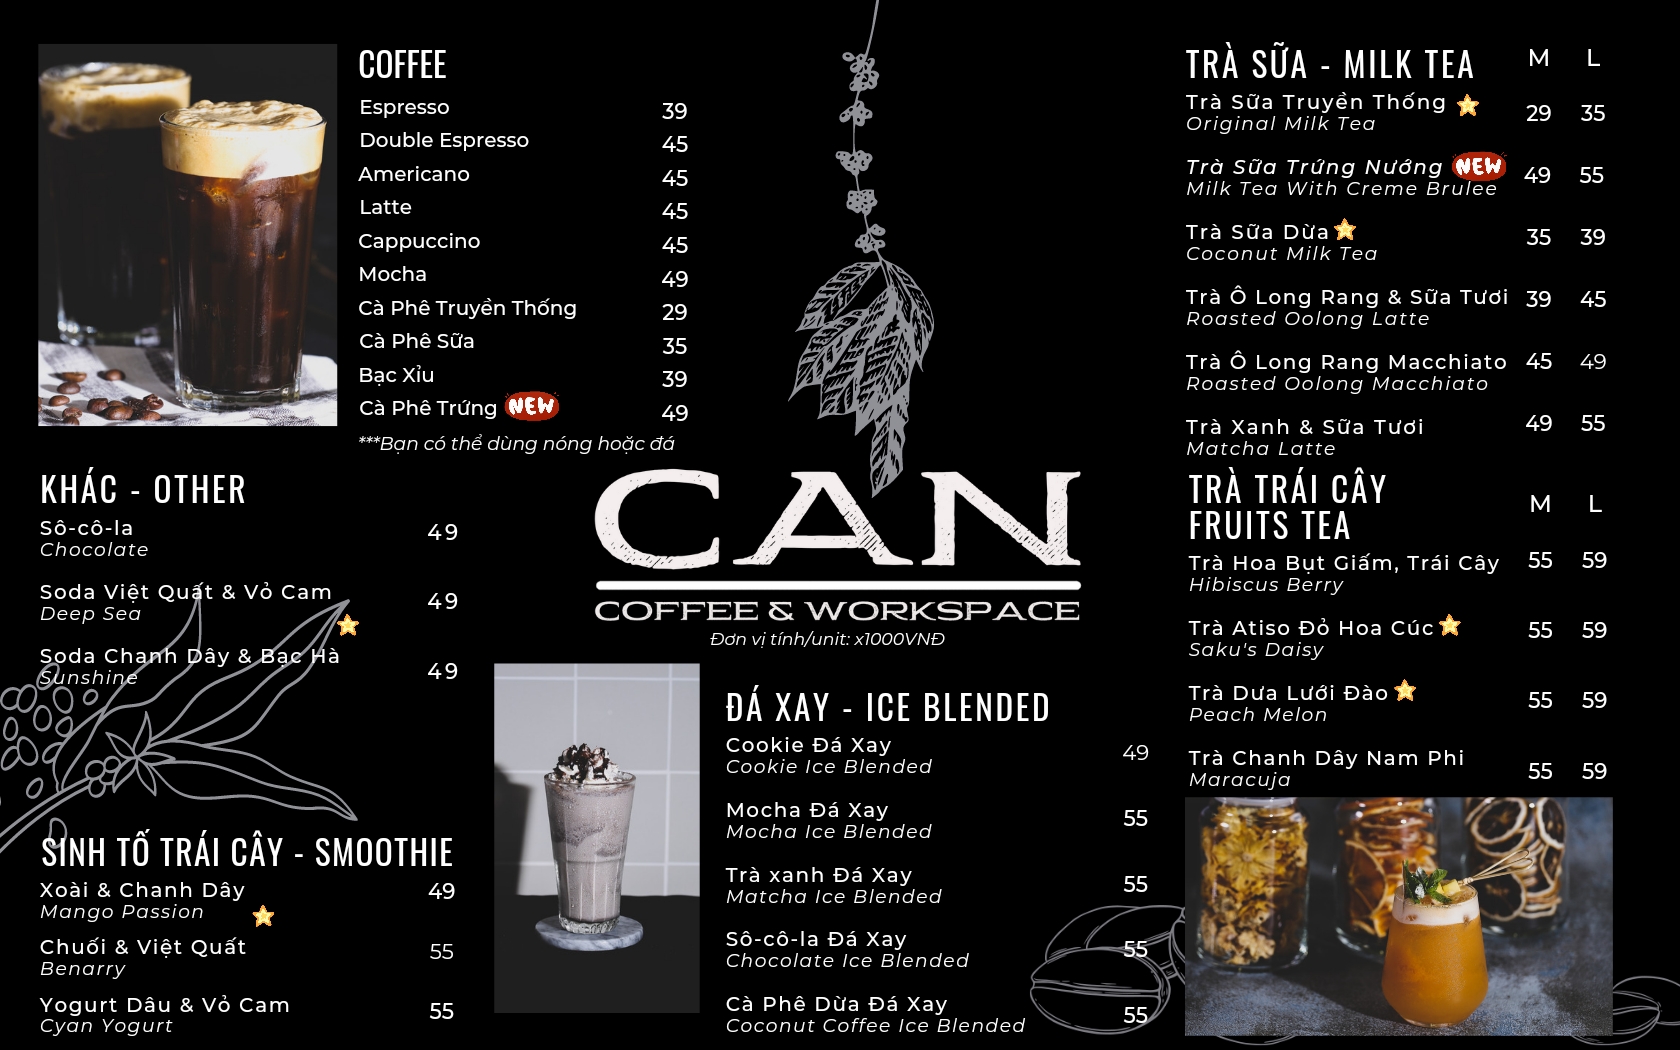 COFFEE
Espresso 39
Double Espresso 45
Americano 45
Latte 45
Cappuccino 45
Mocha 49
Cà Phê Truyền Thống 29
Cà Phê Sữa 35
Bạc Xỉu 39
Cà Phê Trứng NEW 49
***Bạn có thể dùng nóng hoặc đá
KHÁC - OTHER
Sô-cô-la 49
Chocolate
Soda Việt Quất & Vỏ Cam 49
Deep Sea
Soda Chanh Dây & Bạc Hà 49
Sunshine
SINH TỐ TRÁI CÂY - SMOOTHIE
Xoài & Chanh Dây 49
Mango Passion
Chuối & Việt Quất 55
Benarry
Yogurt Dâu & Vỏ Cam 55
Cyan Yogurt
CAN
COFFEE & WORKSPACE
Đơn vị tính/unit: x1000VNĐ
ĐÁ XAY - ICE BLENDED
Cookie Đá Xay 49
Cookie Ice Blended
Mocha Đá Xay 55
Mocha Ice Blended
Trà xanh Đá Xay 55
Matcha Ice Blended
Sô-cô-la Đá Xay 55
Chocolate Ice Blended
Cà Phê Dừa Đá Xay 55
Coconut Coffee Ice Blended
TRÀ SỮA - MILK TEA M L
Trà Sữa Truyền Thống 29 35
Original Milk Tea
Trà Sữa Trứng Nướng NEW 49 55
Milk Tea With Creme Brulee
Trà Sữa Dừa 35 39
Coconut Milk Tea
Trà Ô Long Rang & Sữa Tươi 39 45
Roasted Oolong Latte
Trà Ô Long Rang Macchiato 45 49
Roasted Oolong Macchiato
Trà Xanh & Sữa Tươi 49 55
Matcha Latte
TRÀ TRÁI CÂY
FRUITS TEA M L
Trà Hoa Bụt Giấm, Trái Cây 55 59
Hibiscus Berry
Trà Atiso Đỏ Hoa Cúc 55 59
Saku's Daisy
Trà Dưa Lưới Đào 55 59
Peach Melon
Trà Chanh Dây Nam Phi 55 59
Maracuja